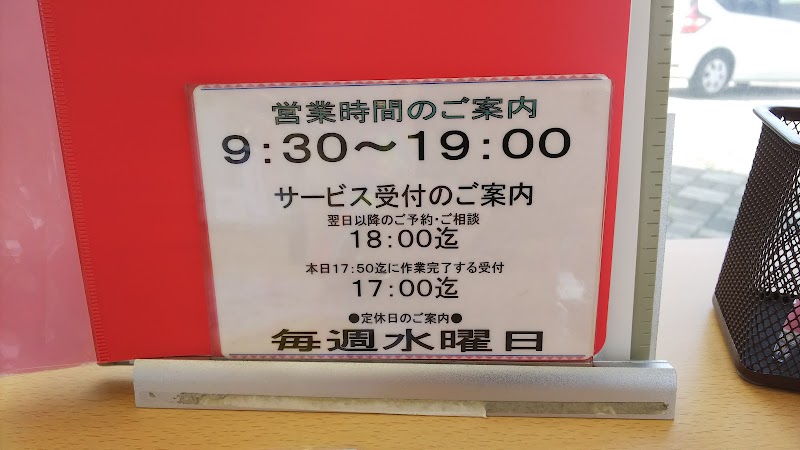 営業時間のご案内
9:30～19:00
サービス受付のご案内
翌日以降のご予約･ご相談
18:00迄
本日17:50迄に作業完了する受付
17:00迄
●定休日のご案内●
毎週水曜日